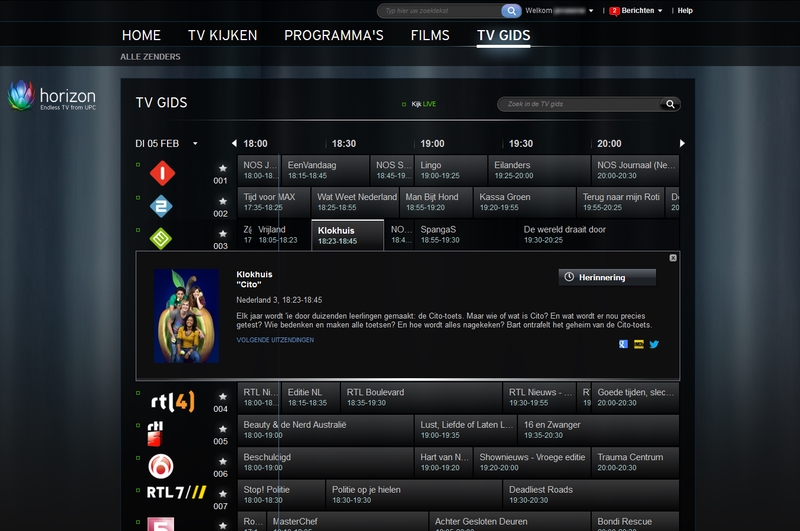 Typ hier uw zoektekst
Welkom
2 Berichten
Help
HOME TV KIJKEN PROGRAMMA'S FILMS TV GIDS
ALLE ZENDERS
horizon
Endless TV from UPC
TV GIDS
Kijk LIVE
Zoek in de TV gids
DI 05 FEB 18:00 18:30 19:00 19:30 20:00
1 001
NOS J... EenVandaag NOS S... Lingo Eilanders NOS Journaal (Ne...
18:00-18... 18:15-18:45 18:45-19... 19:00-19:25 19:25-20:00 20:00-20:30
2 002
Tijd voor MAX Wat Weet Nederland Man Bijt Hond Kassa Groen Terug naar mijn Roti
17:35-18:25 18:25-18:55 18:55-19:20 19:20-19:55 19:55-20:25
003
Vrijland Klokhuis NO... SpangaS De wereld draait door
17 18:05-18:23 18:23-18:45 18:4... 18:55-19:30 19:30-20:25
Klokhuis
"Cito"
Herinnering
Nederland 3, 18:23-18:45
Elk jaar wordt 'ie door duizenden leerlingen gemaakt: de Cito-toets. Maar wie of wat is Cito? En wat wordt er nou precies
getest? Wie bedenken en maken alle toetsen? En hoe wordt alles nagekeken? Bart ontrafelt het geheim van de Cito-toets.
VOLGENDE UITZENDINGEN
rtl(4) 004
RTL Ni... Editie NL RTL Boulevard RTL Nieuws - ... R Goede tijden, slec...
18:00-18... 18:15-18:35 18:35-19:30 19:30-19:55 20:00-20:30
rtl 5 005
Beauty & de Nerd Australië Lust, Liefde of Laten L... 16 en Zwanger
18:00-19:00 19:00-19:35 19:35-20:30
6 006
Beschuldigd Hart van N... Shownieuws - Vroege editie Trauma Centrum
18:00-19:00 19:00-19:20 19:20-20:00 20:00-20:30
RTL 7 007
Stop! Politie Politie op je hielen Deadliest Roads
18:00-18:30 18:30-19:30 19:30-20:30
5
Ro... MasterChef Achter Gesloten Deuren Bondi Rescue